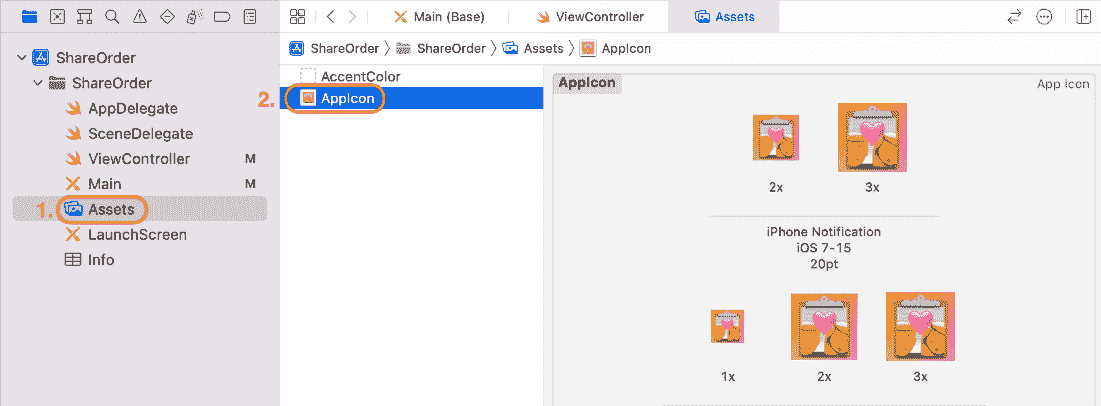 Main (Base)
ViewController
Assets
ShareOrder
ShareOrder
AppDelegate
SceneDelegate
ViewController M
Main M
1. Assets
LaunchScreen
Info
ShareOrder ShareOrder Assets AppIcon
AccentColor
2. AppIcon
AppIcon
App Icon
2x 3x
iPhone Notification
iOS 7-15
20pt
1x 2x 3x